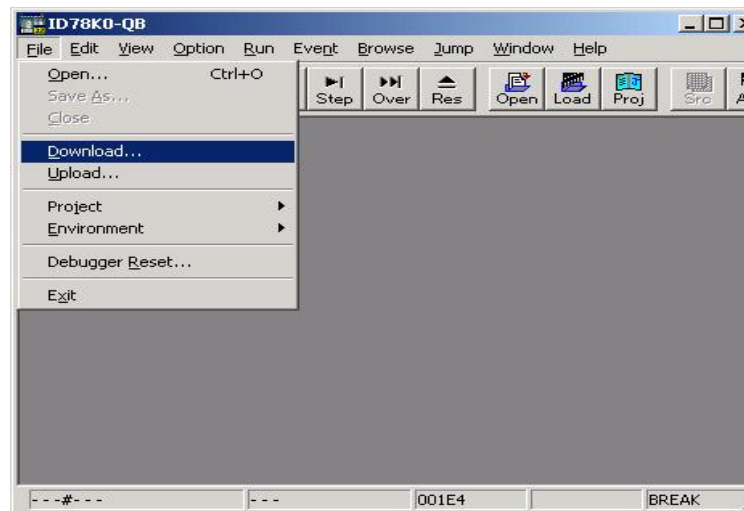 ID78K0-QB
File Edit View Option Run Event Browse Jump Window Help
Open... Ctrl+O
Save As...
Close
Download...
Upload...
Project
Environment
Debugger Reset...
Exit
Step Over Res Open Load Proj Src
---#--- --- 001E4 BREAK